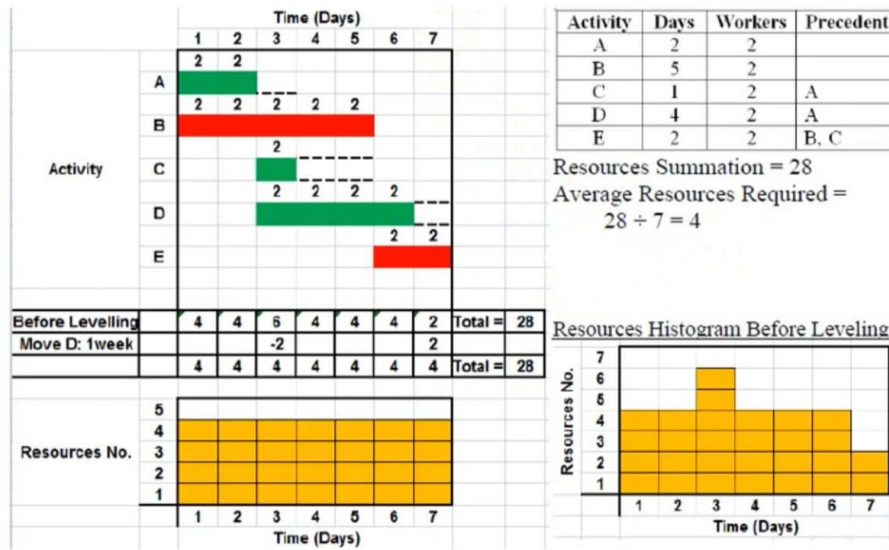 Time (Days)
1 2 3 4 5 6 7
2 2
A
2 2 2 2 2
B
2
Activity C
2 2 2 2
D
2 2
E
Before Levelling 4 4 6 4 4 4 2 Total = 28
Move D: 1week -2 2
4 4 4 4 4 4 4 Total = 28
5
4
Resources No. 3
2
1
1 2 3 4 5 6 7
Time (Days)
Activity Days Workers Precedent
A 2 2
B 5 2
C 1 2 A
D 4 2 A
E 2 2 B, C
Resources Summation = 28
Average Resources Required =
28 ÷ 7 = 4
Resources Histogram Before Leveling
Resources No.
7
6
5
4
3
2
1
1 2 3 4 5 6 7
Time (Days)